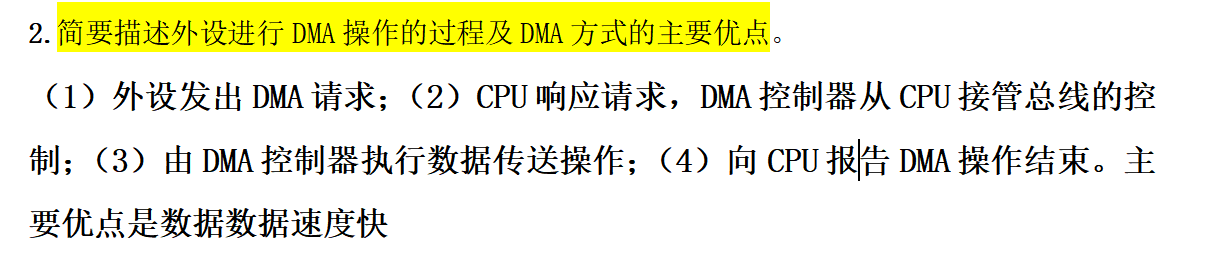 2.简要描述外设进行 DMA 操作的过程及 DMA 方式的主要优点。
（1）外设发出 DMA 请求；（2）CPU 响应请求，DMA 控制器从 CPU 接管总线的控
制；（3）由 DMA 控制器执行数据传送操作；（4）向 CPU 报告 DMA 操作结束。主
要优点是数据数据速度快